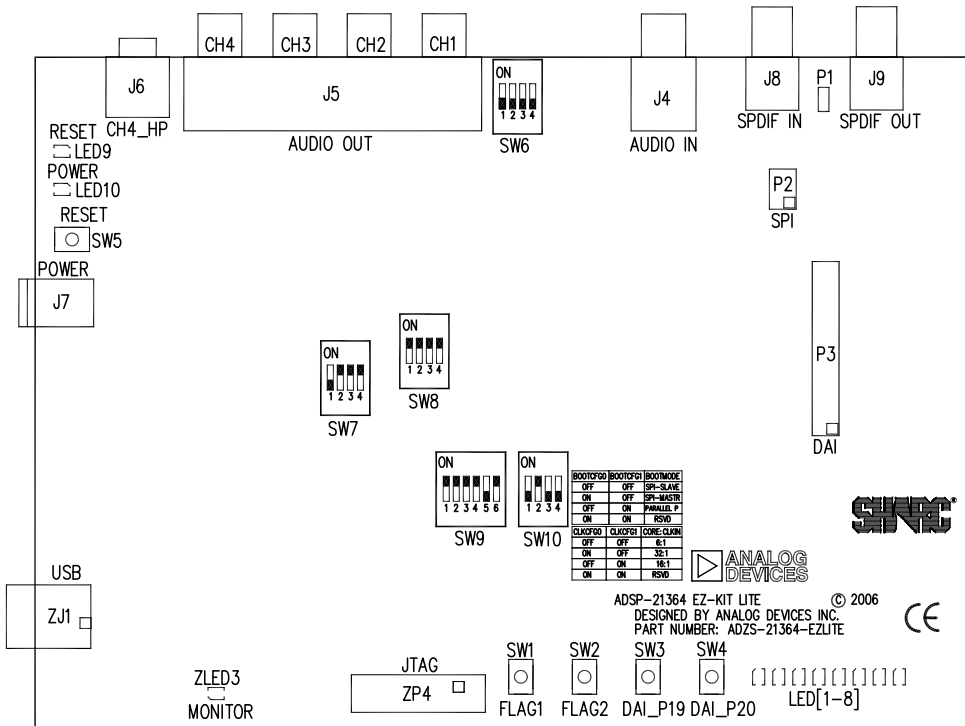 CH4 CH3 CH2 CH1
J6
CH4_HP
J5
AUDIO OUT
ON
1 2 3 4
SW6
J4
AUDIO IN
J8
SPDIF IN
P1
J9
SPDIF OUT
RESET
LED9
POWER
LED10
RESET
SW5
POWER
J7
P2
SPI
P3
DAI
ON
1 2 3 4
SW7
ON
1 2 3 4
SW8
ON
1 2 3 4 5 6
SW9
ON
1 2 3 4
SW10
BOOTCFG0 BOOTCFG1 BOOTMODE
OFF OFF SPI-SLAVE
ON OFF SPI-MASTR
OFF ON PARALLEL P
ON ON RSVD
CLKCFG0 CLKCFG1 CORE:CLKIN
OFF OFF 6:1
ON OFF 32:1
OFF ON 16:1
ON ON RSVD
SHARC®
ANALOG
DEVICES
ADSP-21364 EZ-KIT LITE © 2006
DESIGNED BY ANALOG DEVICES INC.
PART NUMBER: ADZS-21364-EZLITE
CE
USB
ZJ1
ZLED3
MONITOR
JTAG
ZP4
SW1
FLAG1
SW2
FLAG2
SW3
DAI_P19
SW4
DAI_P20
LED[1-8]